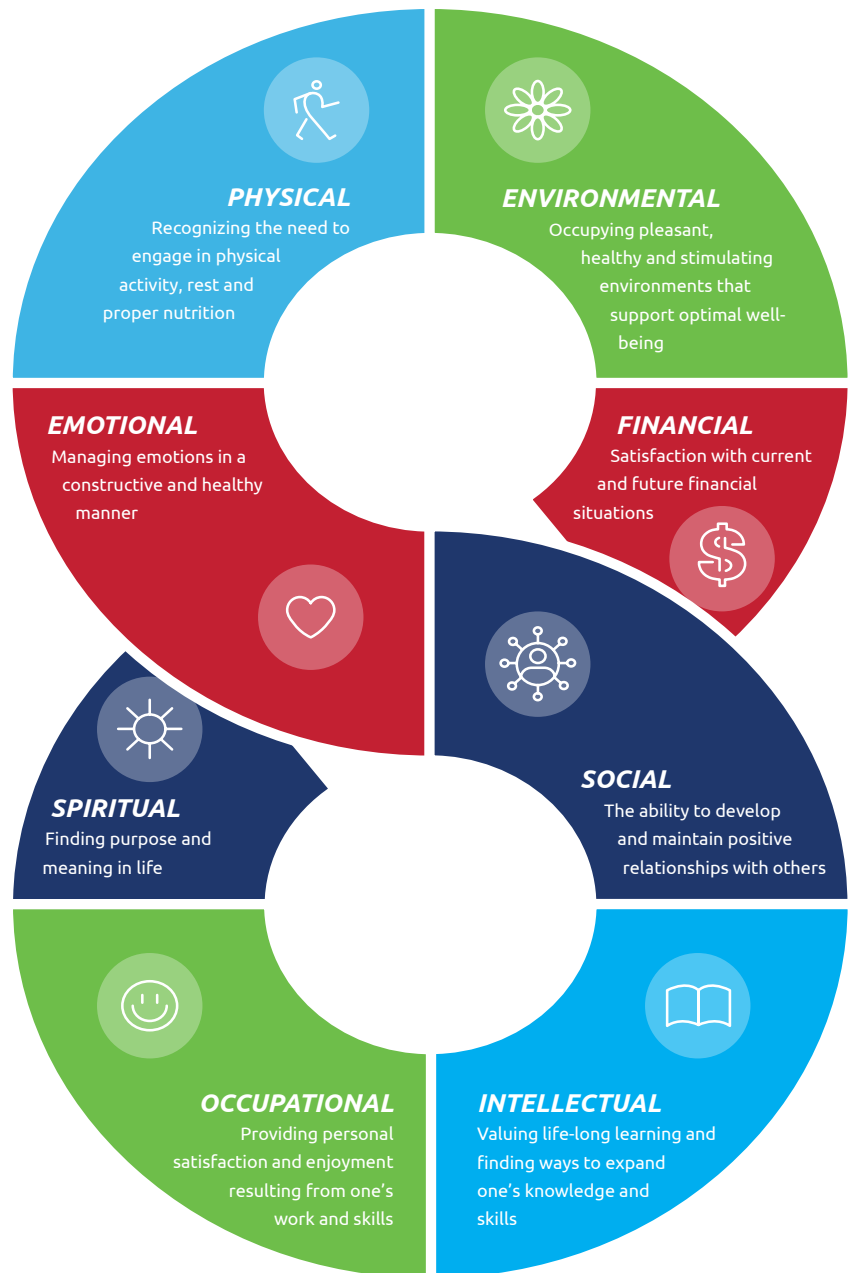 PHYSICAL
Recognizing the need to
engage in physical
activity, rest and
proper nutrition
ENVIRONMENTAL
Occupying pleasant,
healthy and stimulating
environments that
support optimal well-
being
EMOTIONAL
Managing emotions in a
constructive and healthy
manner
FINANCIAL
Satisfaction with current
and future financial
situations
SPIRITUAL
Finding purpose and
meaning in life
SOCIAL
The ability to develop
and maintain positive
relationships with others
OCCUPATIONAL
Providing personal
satisfaction and enjoyment
resulting from one’s
work and skills
INTELLECTUAL
Valuing life-long learning and
finding ways to expand
one’s knowledge and
skills